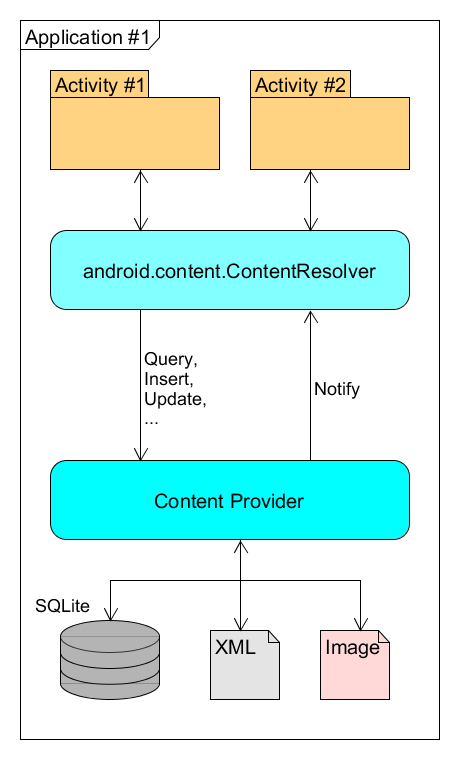 Application #1
Activity #1
Activity #2
android.content.ContentResolver
Query,
Insert,
Update,
...
Notify
Content Provider
SQLite
XML
Image